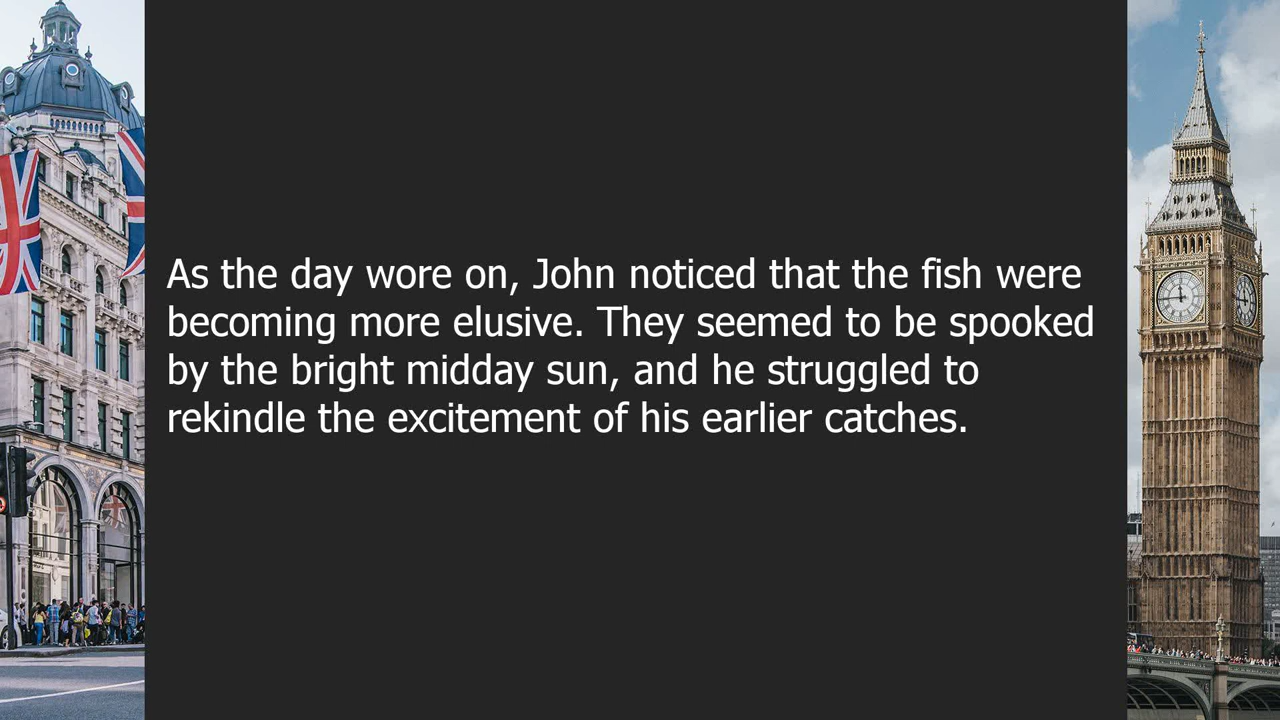 As the day wore on, John noticed that the fish were
becoming more elusive. They seemed to be spooked
by the bright midday sun, and he struggled to
rekindle the excitement of his earlier catches.